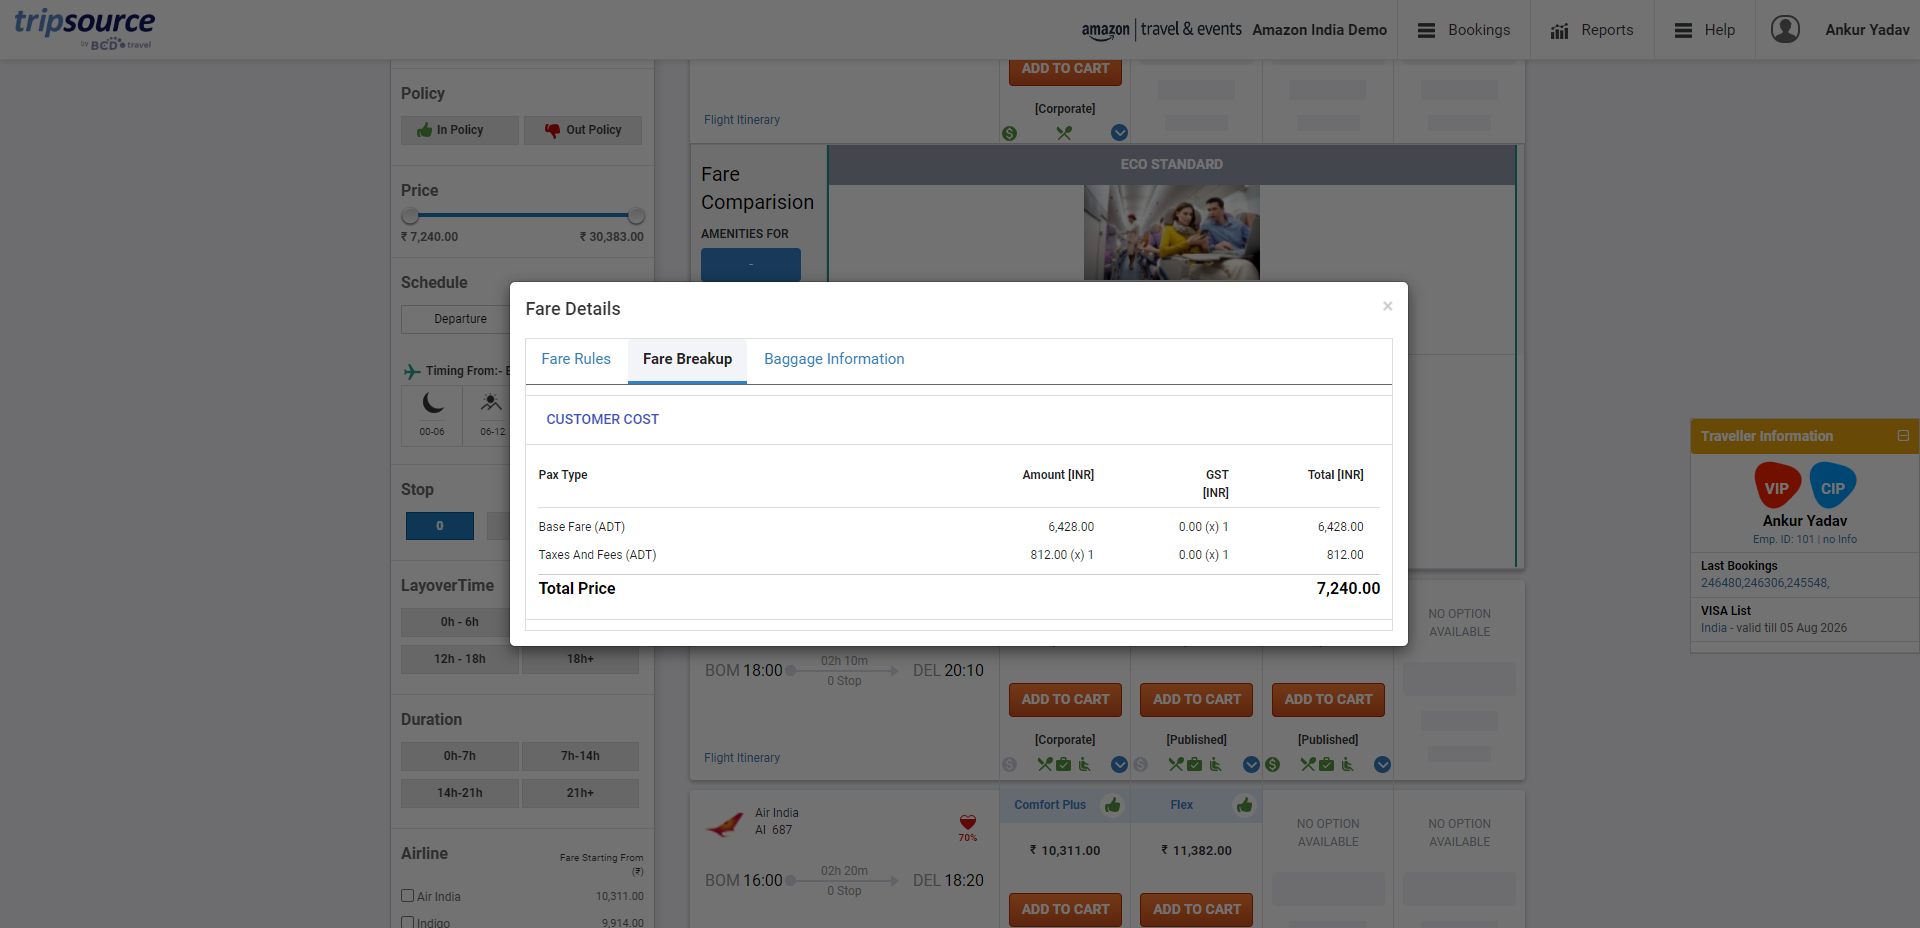 tripsource
by BCD travel
amazon travel & events Amazon India Demo
Bookings
Reports
Help
Ankur Yadav
Policy
In Policy
Out Policy
Price
₹ 7,240.00
₹ 30,383.00
Schedule
Departure
Timing From:-
00-06
06-12
Stop
0
LayoverTime
0h - 6h
12h - 18h
18h+
Duration
0h-7h
7h-14h
14h-21h
21h+
Airline
Fare Starting From
(₹)
Air India
10,311.00
Indigo
9,914.00
ADD TO CART
[Corporate]
Flight Itinerary
Fare
Comparision
AMENITIES FOR
-
ECO STANDARD
Fare Details
×
Fare Rules
Fare Breakup
Baggage Information
CUSTOMER COST
Pax Type
Amount [INR]
GST
[INR]
Total [INR]
Base Fare (ADT)
6,428.00
0.00 (x) 1
6,428.00
Taxes And Fees (ADT)
812.00 (x) 1
0.00 (x) 1
812.00
Total Price
7,240.00
NO OPTION
AVAILABLE
BOM 18:00
02h 10m
0 Stop
DEL 20:10
ADD TO CART
ADD TO CART
ADD TO CART
[Corporate]
[Published]
[Published]
Flight Itinerary
Air India
AI 687
70%
Comfort Plus
Flex
₹ 10,311.00
₹ 11,382.00
NO OPTION
AVAILABLE
NO OPTION
AVAILABLE
BOM 16:00
02h 20m
0 Stop
DEL 18:20
ADD TO CART
ADD TO CART
Traveller Information
VIP
CIP
Ankur Yadav
Emp. ID: 101 | no Info
Last Bookings
246480,246306,245548,
VISA List
India - valid till 05 Aug 2026